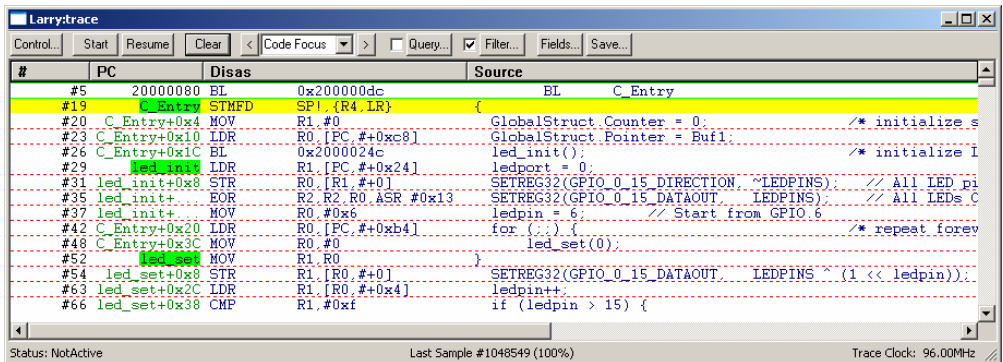 Larry:trace
Control... Start Resume Clear < Code Focus > Query... Filter... Fields... Save...
# PC Disas Source
#5 20000080 BL 0x200000dc BL C_Entry
#19 C_Entry STMFD SP!,{R4,LR} {
#20 C_Entry+0x4 MOV R1,#0 GlobalStruct.Counter = 0; /* initialize s
#23 C_Entry+0x10 LDR R0,[PC,#+0xc8] GlobalStruct.Pointer = Buf1;
#26 C_Entry+0x1C BL 0x2000024c led_init(); /* initialize L
#29 led_init LDR R1,[PC,#+0x24] ledport = 0;
#31 led_init+0x8 STR R0,[R1,#+0] SETREG32(GPIO_0_15_DIRECTION, ~LEDPINS); // All LED pi
#35 led_init+... EOR R2,R2,R0,ASR #0x13 SETREG32(GPIO_0_15_DATAOUT, LEDPINS); // All LEDs O
#37 led_init+... MOV R0,#0x6 ledpin = 6; // Start from GPIO.6
#42 C_Entry+0x20 LDR R0,[PC,#+0xb4] for (;;) { /* repeat forev
#48 C_Entry+0x3C MOV R0,#0 led_set(0);
#52 led_set MOV R1,R0 }
#54 led_set+0x8 STR R1,[R0,#+0] SETREG32(GPIO_0_15_DATAOUT, LEDPINS ^ (1 << ledpin));
#63 led_set+0x2C LDR R1,[R0,#+0x4] ledpin++;
#66 led_set+0x38 CMP R1,#0xf if (ledpin > 15) {
Status: NotActive Last Sample #1048549 (100%) Trace Clock: 96.00MHz